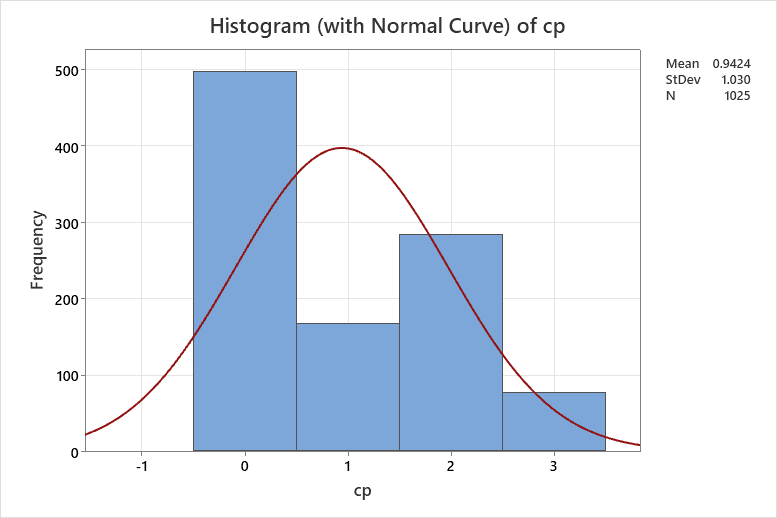 Histogram (with Normal Curve) of cp
Mean 0.9424
StDev 1.030
N 1025
500
400
300
200
100
0
Frequency
-1 0 1 2 3
cp